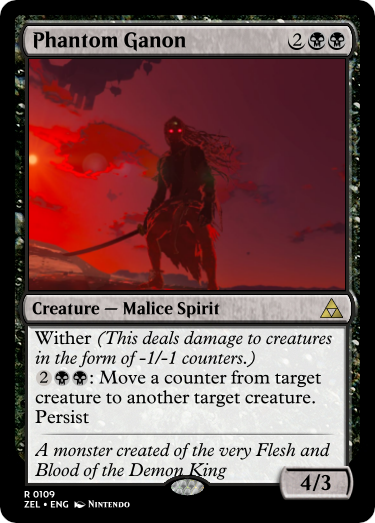 Phantom Ganon 2
Creature — Malice Spirit
Wither (This deals damage to creatures
in the form of -1/-1 counters.)
2 : Move a counter from target
creature to another target creature.
Persist
A monster created of the very Flesh and
Blood of the Demon King
4/3
R 0109
ZEL • ENG Nintendo